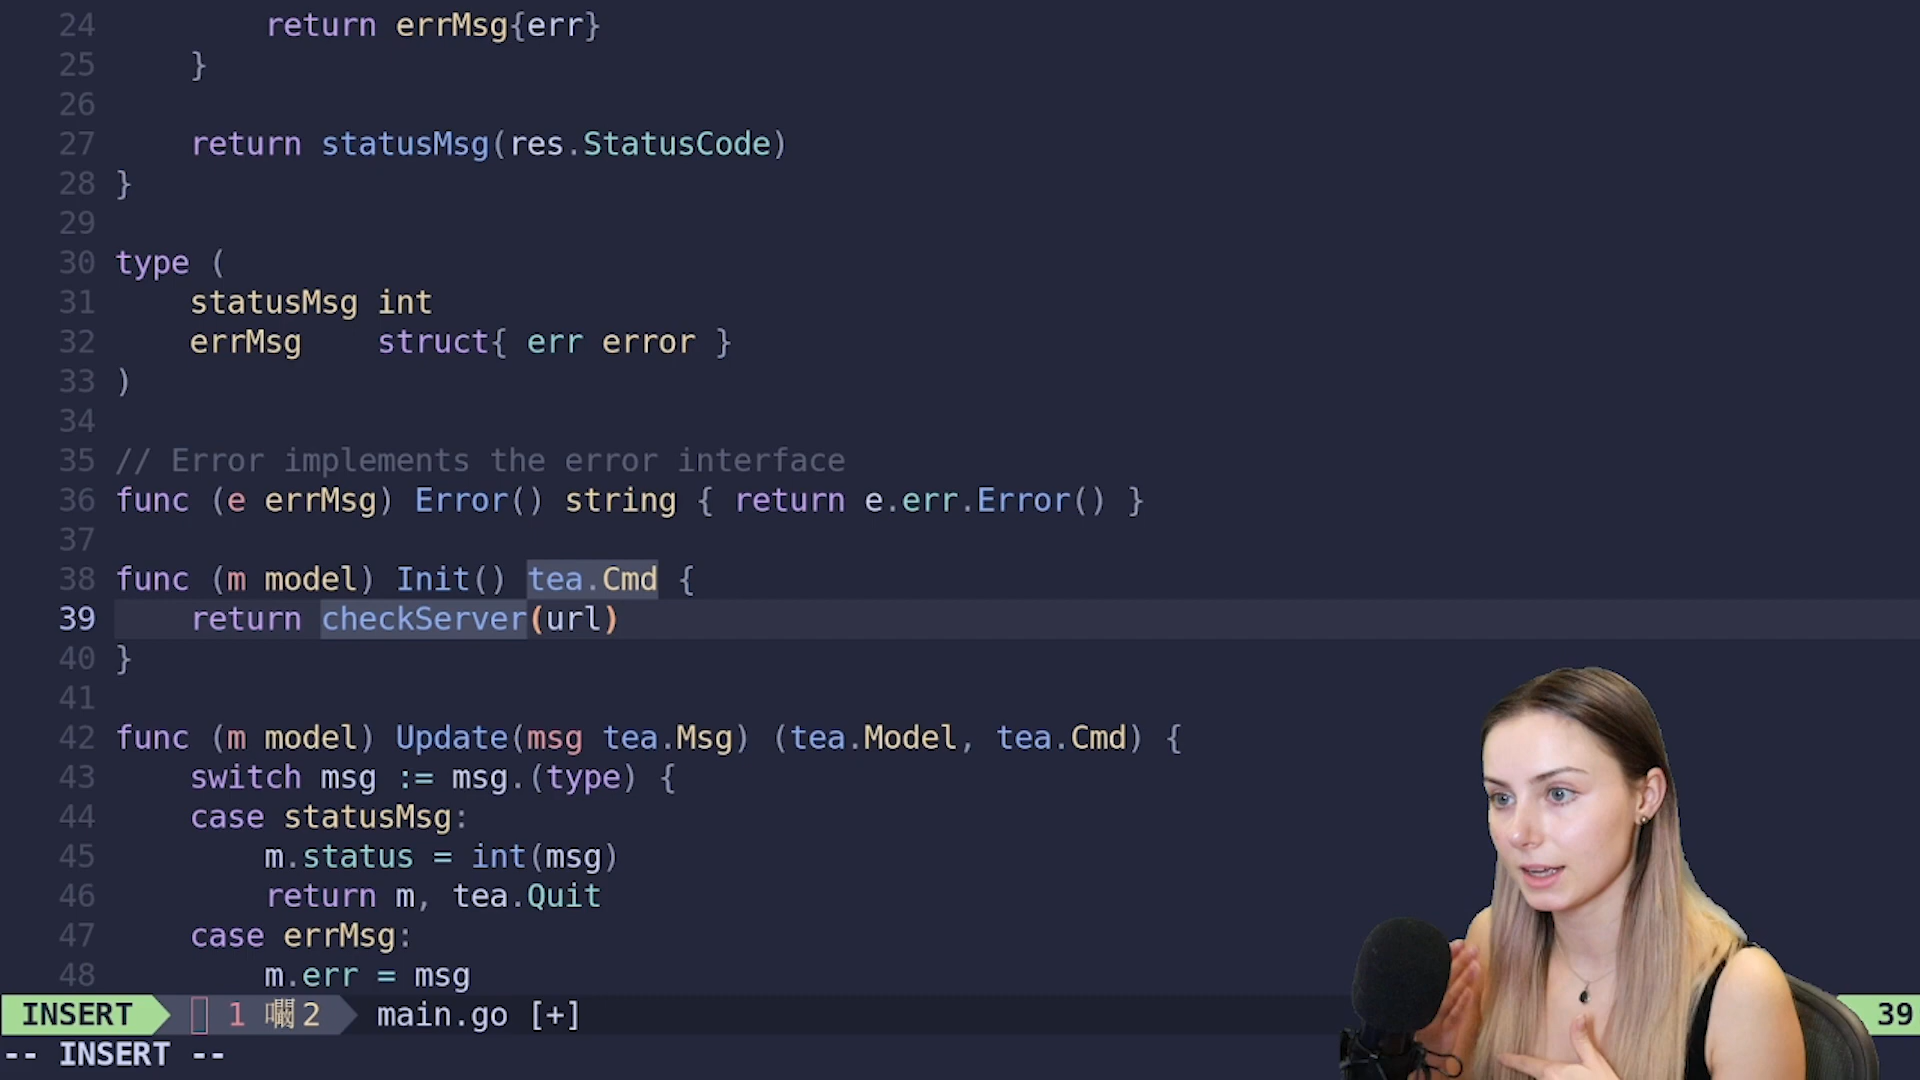 24 return errMsg{err}
25 }
26
27 return statusMsg(res.StatusCode)
28 }
29
30 type (
31 statusMsg int
32 errMsg    struct{ err error }
33 )
34
35 // Error implements the error interface
36 func (e errMsg) Error() string { return e.err.Error() }
37
38 func (m model) Init() tea.Cmd {
39 return checkServer(url)
40 }
41
42 func (m model) Update(msg tea.Msg) (tea.Model, tea.Cmd) {
43 switch msg := msg.(type) {
44 case statusMsg:
45 m.status = int(msg)
46 return m, tea.Quit
47 case errMsg:
48 m.err = msg
INSERT 1 2 main.go [+] 39
-- INSERT --